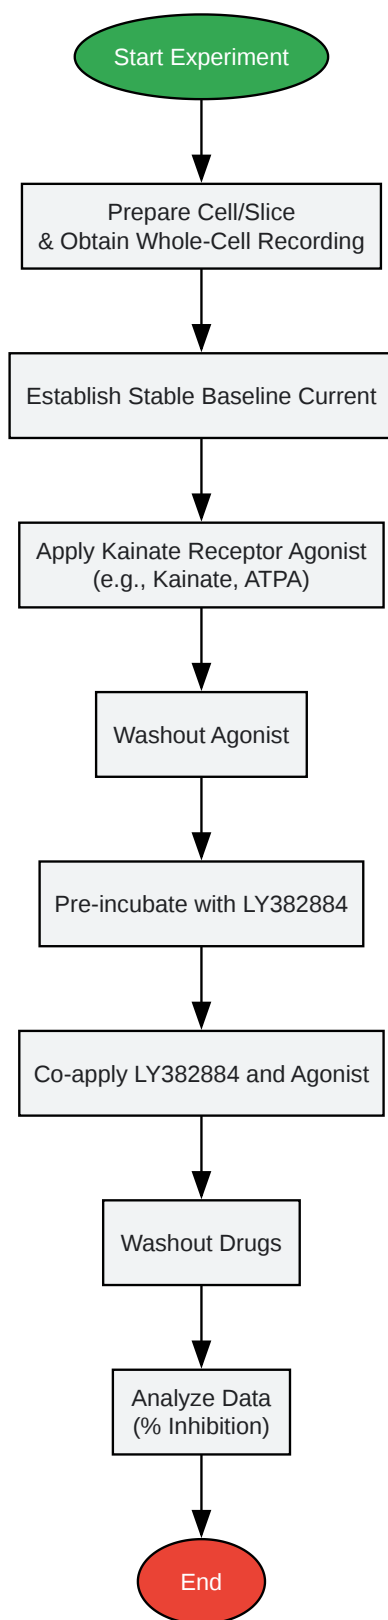 Start Experiment
Prepare Cell/Slice
& Obtain Whole-Cell Recording
Establish Stable Baseline Current
Apply Kainate Receptor Agonist
(e.g., Kainate, ATPA)
Washout Agonist
Pre-incubate with LY382884
Co-apply LY382884 and Agonist
Washout Drugs
Analyze Data
(% Inhibition)
End